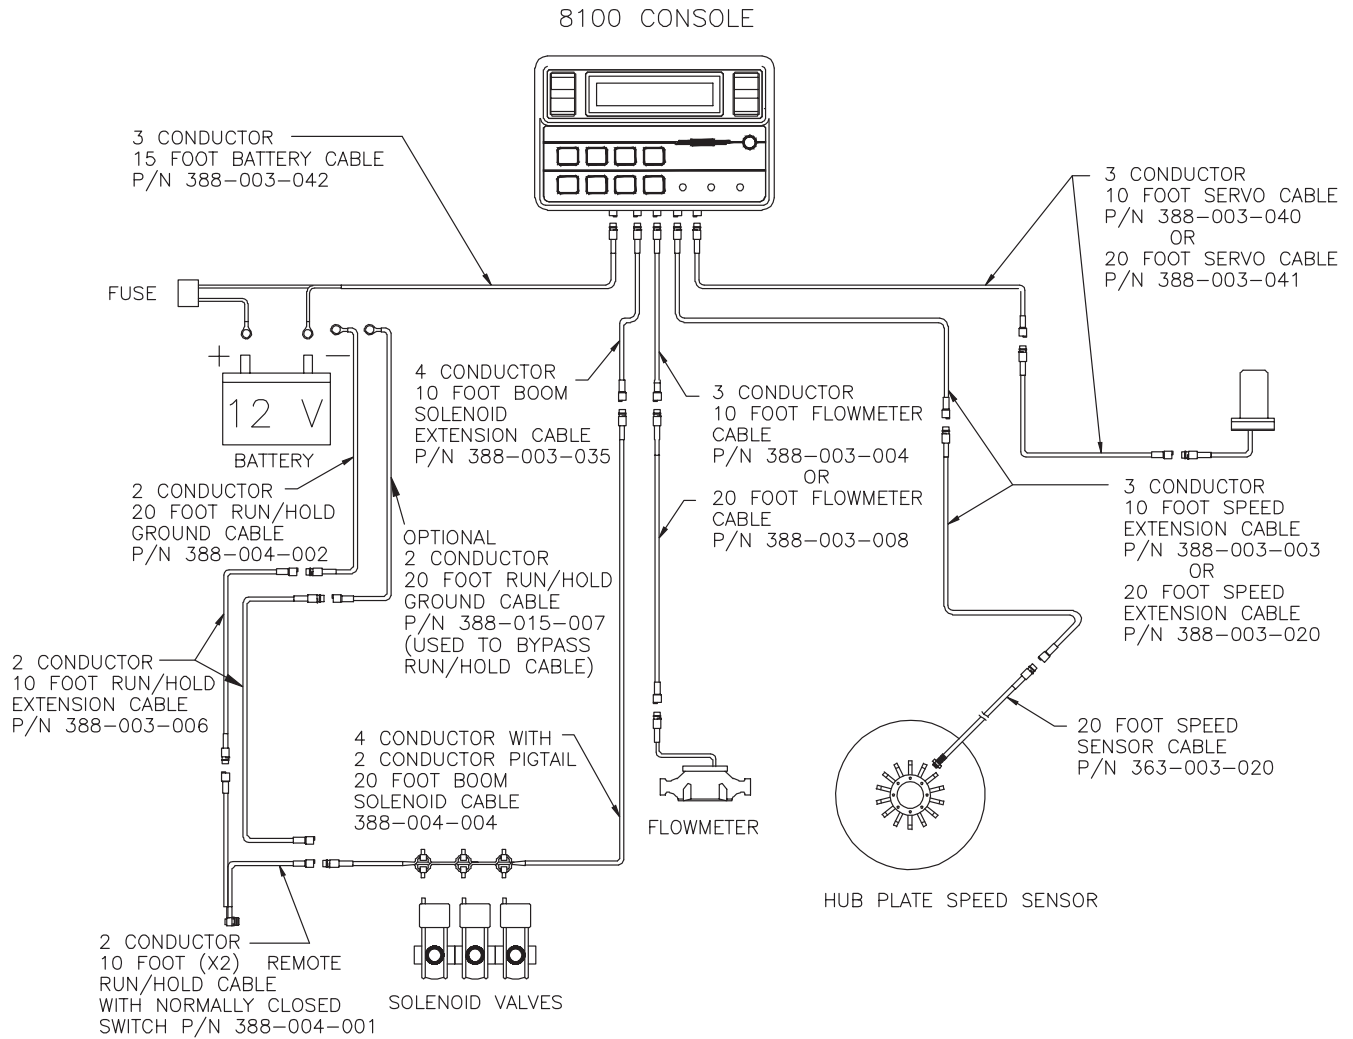 8100 CONSOLE
3 CONDUCTOR
15 FOOT BATTERY CABLE
P/N 388-003-042
3 CONDUCTOR
10 FOOT SERVO CABLE
P/N 388-003-040
OR
20 FOOT SERVO CABLE
P/N 388-003-041
FUSE
+ −
12 V
BATTERY
4 CONDUCTOR
10 FOOT BOOM
SOLENOID
EXTENSION CABLE
P/N 388-003-035
3 CONDUCTOR
10 FOOT FLOWMETER
CABLE
P/N 388-003-004
OR
20 FOOT FLOWMETER
CABLE
P/N 388-003-008
2 CONDUCTOR
20 FOOT RUN/HOLD
GROUND CABLE
P/N 388-004-002
OPTIONAL
2 CONDUCTOR
20 FOOT RUN/HOLD
GROUND CABLE
P/N 388-015-007
(USED TO BYPASS
RUN/HOLD CABLE)
3 CONDUCTOR
10 FOOT SPEED
EXTENSION CABLE
P/N 388-003-003
OR
20 FOOT SPEED
EXTENSION CABLE
P/N 388-003-020
2 CONDUCTOR
10 FOOT RUN/HOLD
EXTENSION CABLE
P/N 388-003-006
4 CONDUCTOR WITH
2 CONDUCTOR PIGTAIL
20 FOOT BOOM
SOLENOID CABLE
388-004-004
20 FOOT SPEED
SENSOR CABLE
P/N 363-003-020
FLOWMETER
HUB PLATE SPEED SENSOR
2 CONDUCTOR
10 FOOT (X2) REMOTE
RUN/HOLD CABLE
WITH NORMALLY CLOSED
SWITCH P/N 388-004-001
SOLENOID VALVES